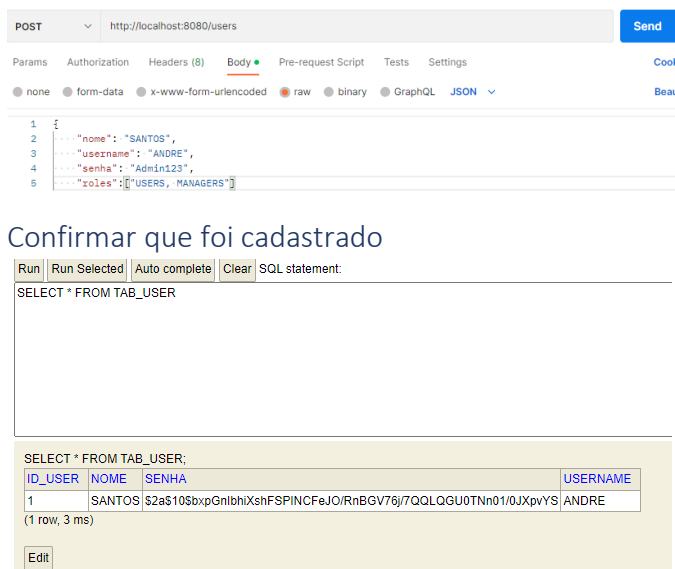 POST http://localhost:8080/users Send
Params Authorization Headers (8) Body Pre-request Script Tests Settings Cook
none form-data x-www-form-urlencoded raw binary GraphQL JSON Beau
1 {
2 "nome": "SANTOS",
3 "username": "ANDRE",
4 "senha": "Admin123",
5 "roles":["USERS, MANAGERS"]
Confirmar que foi cadastrado
Run Run Selected Auto complete Clear SQL statement:
SELECT * FROM TAB_USER
SELECT * FROM TAB_USER;
ID_USER NOME SENHA USERNAME
1 SANTOS $2a$10$bxpGnIbhiXshFSPINCFeJO/RnBGV76j/7QQLQGU0TNn01/0JXpvYS ANDRE
(1 row, 3 ms)
Edit